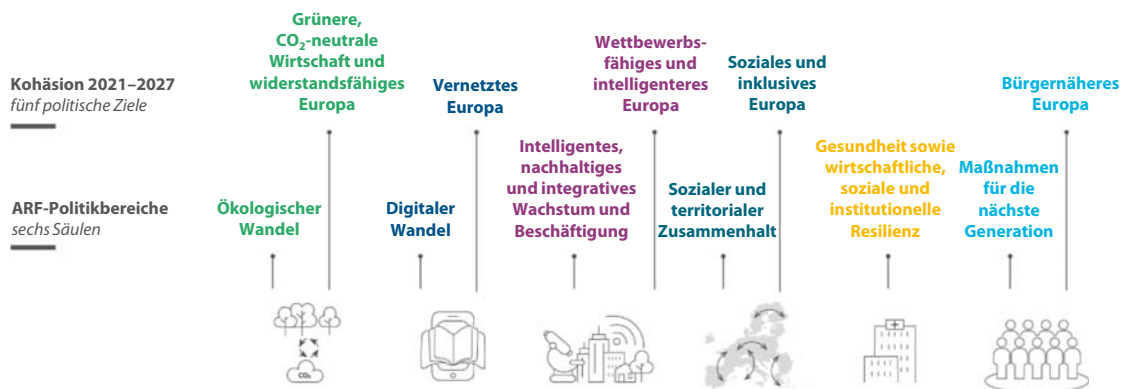 Kohäsion 2021–2027
fünf politische Ziele
Grünere,
CO₂-neutrale
Wirtschaft und
widerstandsfähiges
Europa
Vernetztes
Europa
Wettbewerbs-
fähiges und
intelligenteres
Europa
Soziales und
inklusives
Europa
Bürgernäheres
Europa
ARF-Politikbereiche
sechs Säulen
Ökologischer
Wandel
Digitaler
Wandel
Intelligentes,
nachhaltiges
und integratives
Wachstum und
Beschäftigung
Sozialer und
territorialer
Zusammenhalt
Gesundheit sowie
wirtschaftliche,
soziale und
institutionelle
Resilienz
Maßnahmen
für die
nächste
Generation
CO₂